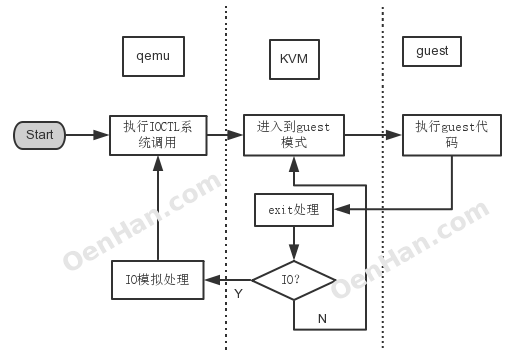 qemu
KVM
guest
Start
执行IOCTL系
统调用
进入到guest
模式
执行guest代
码
exit处理
IO模拟处理
IO?
Y
N
OenHan.com
OenHan.com